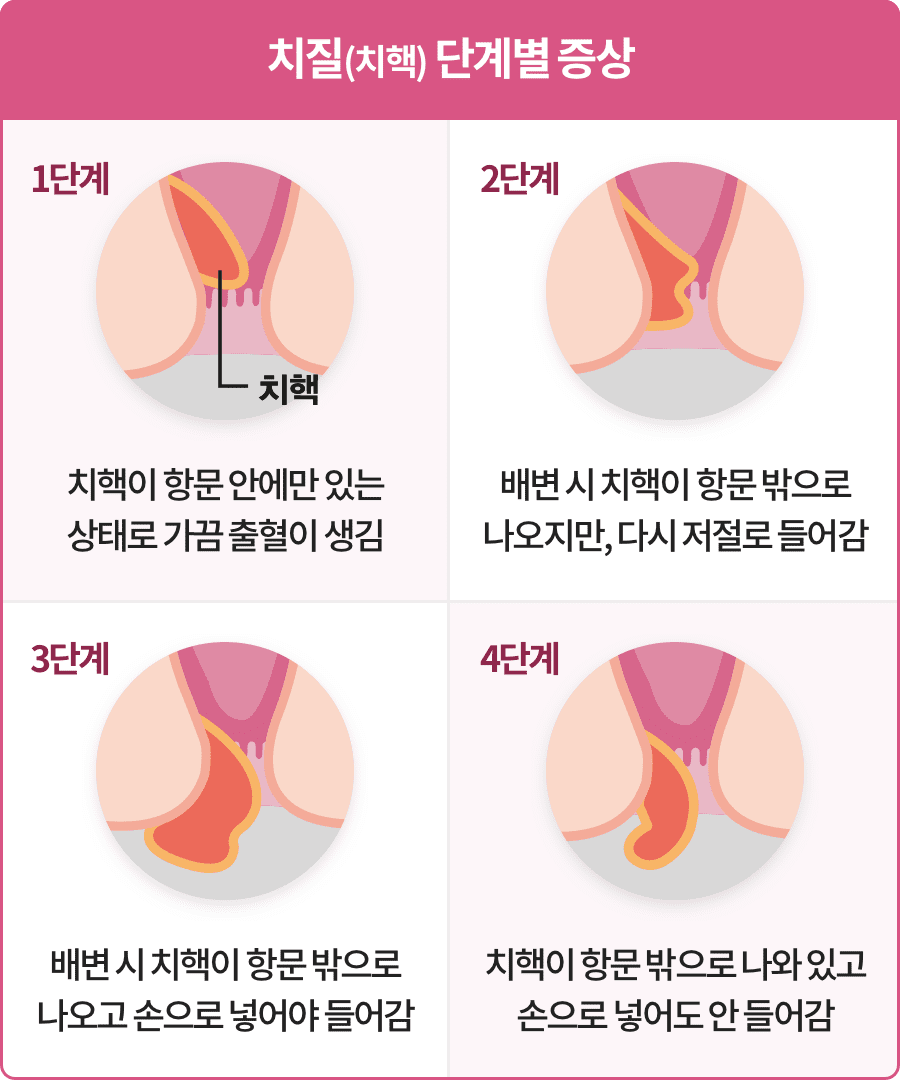 치질(치핵) 단계별 증상
1단계
치핵
치핵이 항문 안에만 있는
상태로 가끔 출혈이 생김
2단계
배변 시 치핵이 항문 밖으로
나오지만, 다시 저절로 들어감
3단계
배변 시 치핵이 항문 밖으로
나오고 손으로 넣어야 들어감
4단계
치핵이 항문 밖으로 나와 있고
손으로 넣어도 안 들어감